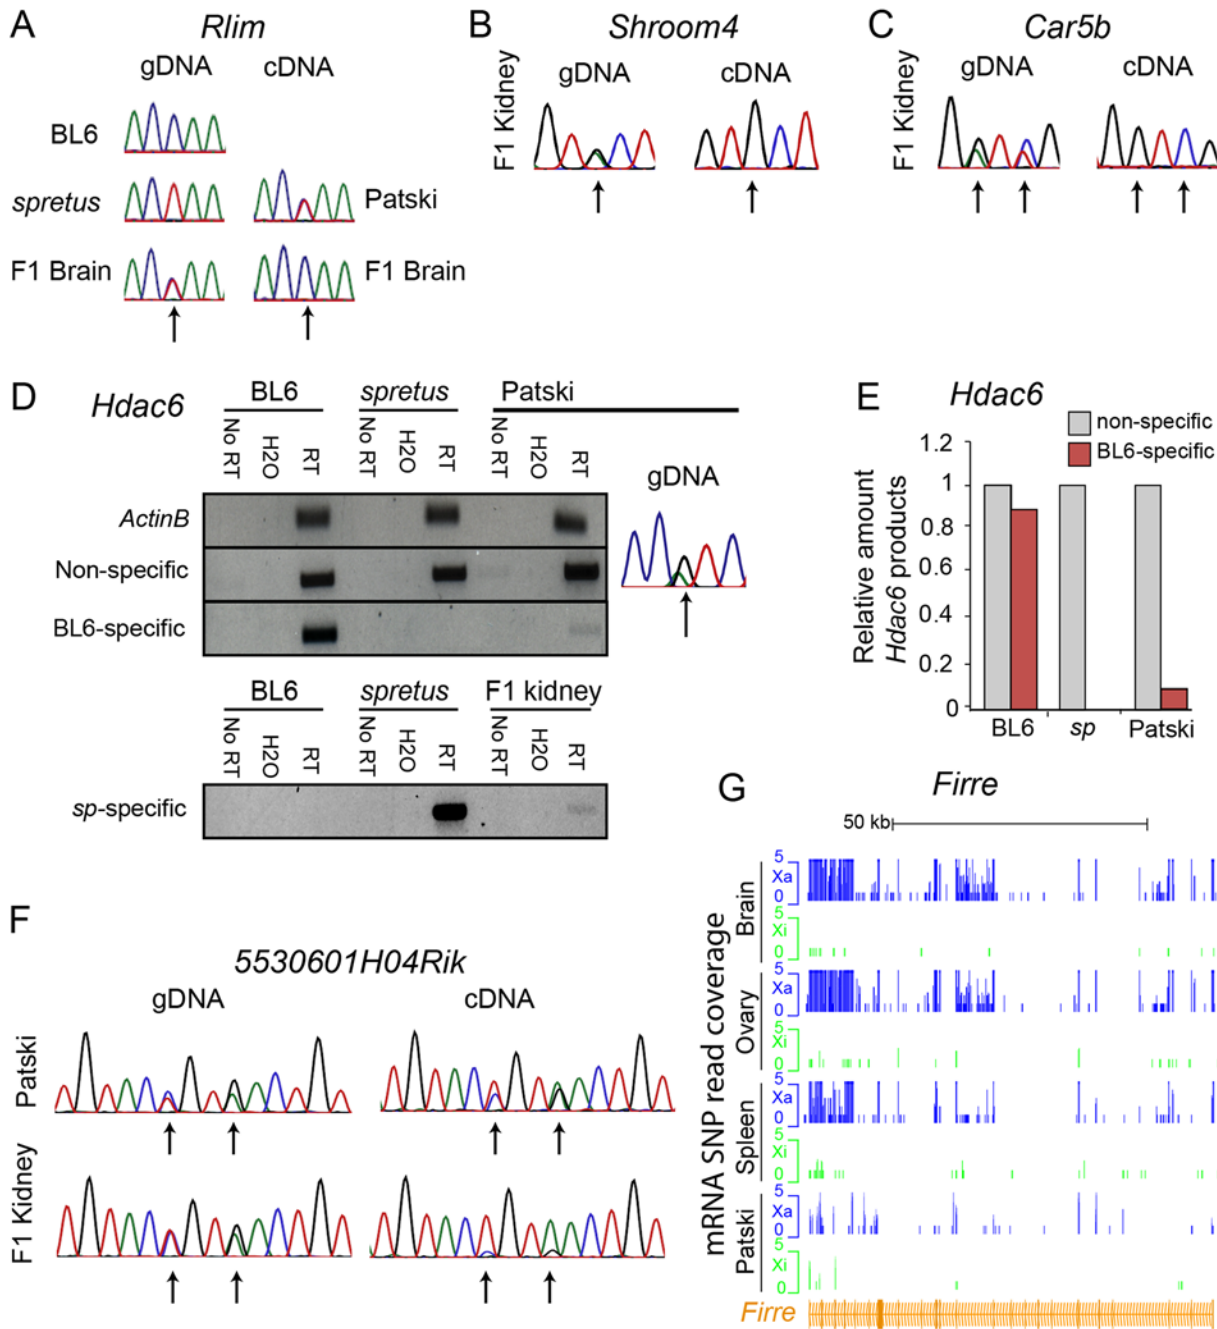 A
Rlim
gDNA
cDNA
BL6
spretus
Patski
F1 Brain
F1 Brain
B
Shroom4
F1 Kidney
gDNA
cDNA
C
Car5b
F1 Kidney
gDNA
cDNA
D
Hdac6
BL6
spretus
Patski
No RT
H2O
RT
No RT
H2O
RT
No RT
H2O
RT
ActinB
Non-specific
BL6-specific
gDNA
BL6
spretus
F1 kidney
No RT
H2O
RT
No RT
H2O
RT
No RT
H2O
RT
sp-specific
E
Hdac6
non-specific
BL6-specific
Relative amount
Hdac6 products
1.2
1
0.8
0.6
0.4
0.2
0
BL6
sp
Patski
F
5530601H04Rik
gDNA
cDNA
Patski
F1 Kidney
G
Firre
50 kb
mRNA SNP read coverage
Brain
5
Xa
0
5
Xi
0
Ovary
5
Xa
0
5
Xi
0
Spleen
5
Xa
0
5
Xi
0
Patski
5
Xa
0
5
Xi
0
Firre